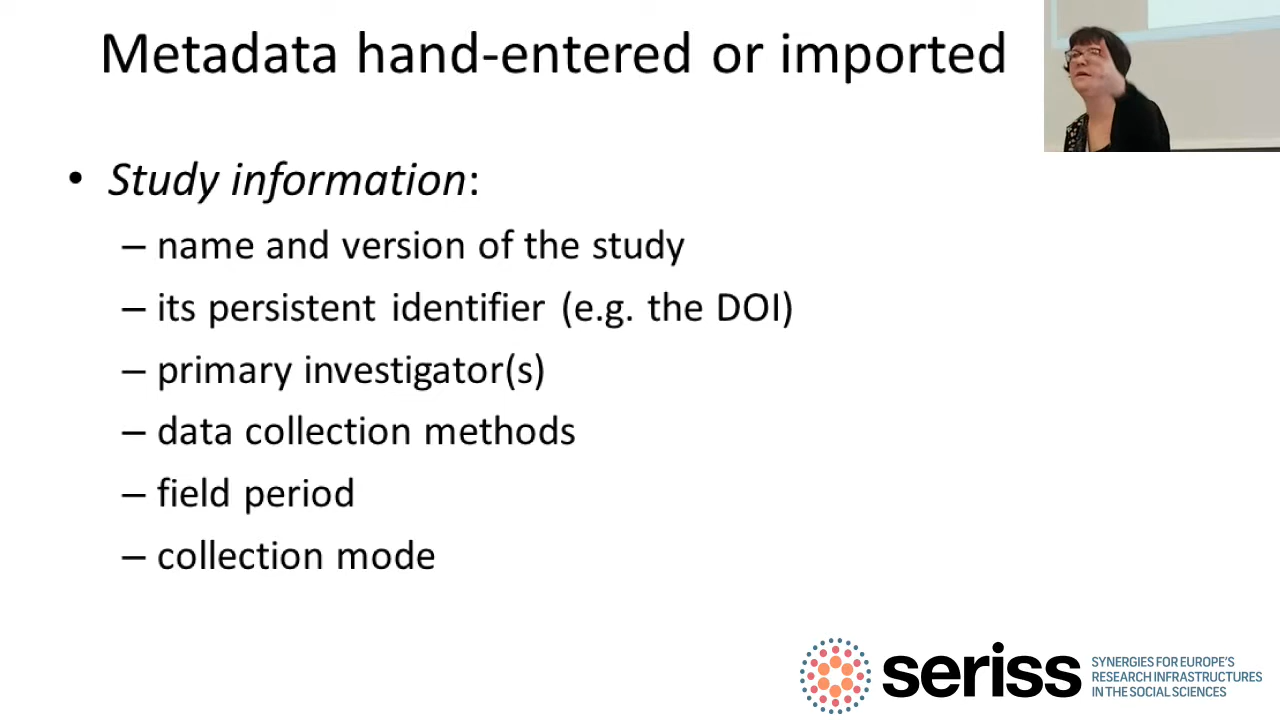 Metadata hand-entered or imported
• Study information:
– name and version of the study
– its persistent identifier (e.g. the DOI)
– primary investigator(s)
– data collection methods
– field period
– collection mode
seriss
SYNERGIES FOR EUROPE'S
RESEARCH INFRASTRUCTURES
IN THE SOCIAL SCIENCES